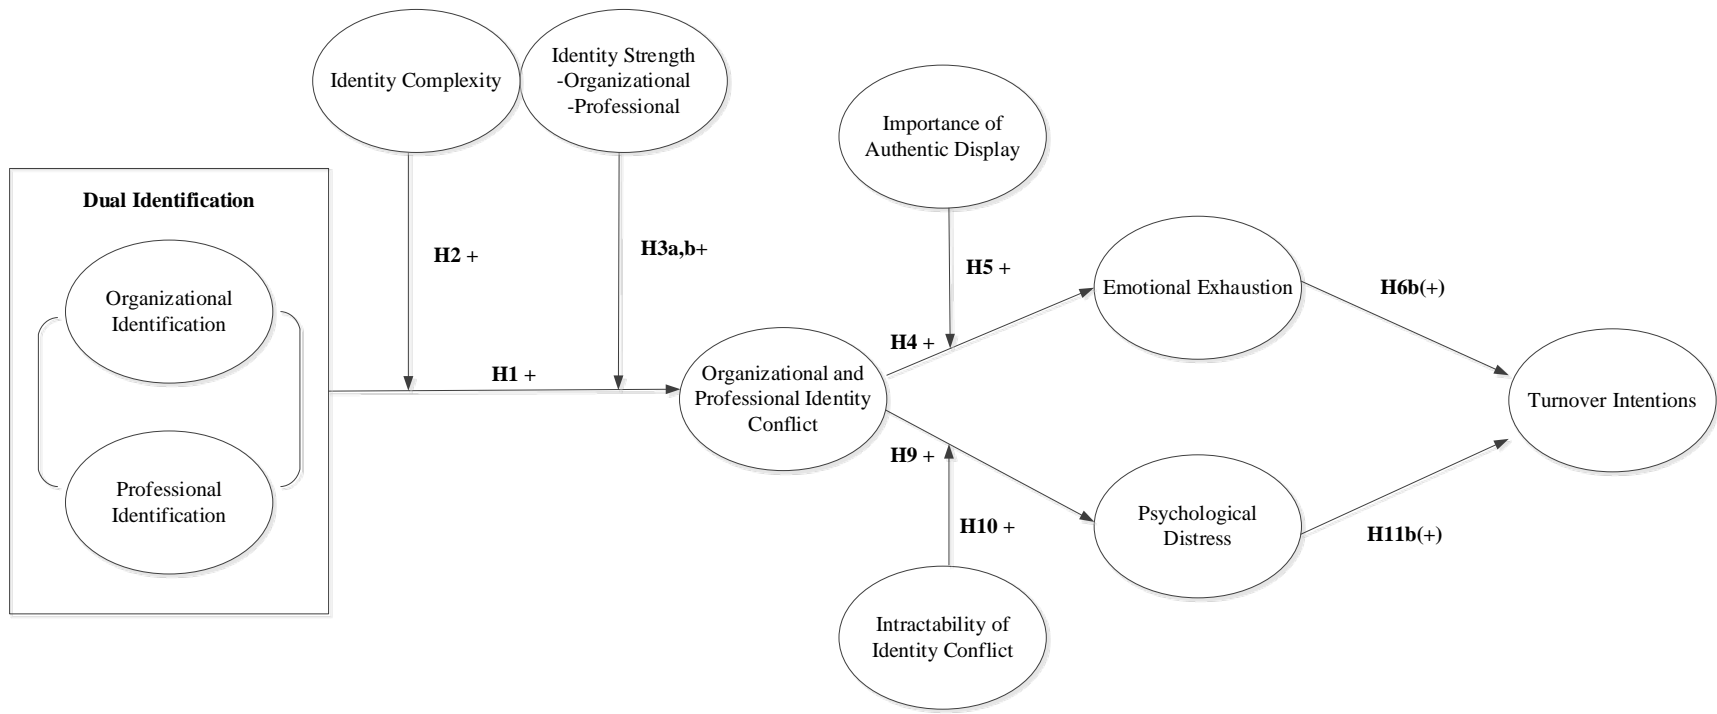 Identity Complexity
Identity Strength
-Organizational
-Professional
Importance of
Authentic Display
Dual Identification
H2 +
H3a,b+
H5 +
Organizational
Identification
Emotional Exhaustion
H6b(+)
H1 +
H4 +
Organizational and
Professional Identity
Conflict
Turnover Intentions
H9 +
Professional
Identification
H10 +
Psychological
Distress
H11b(+)
Intractability of
Identity Conflict